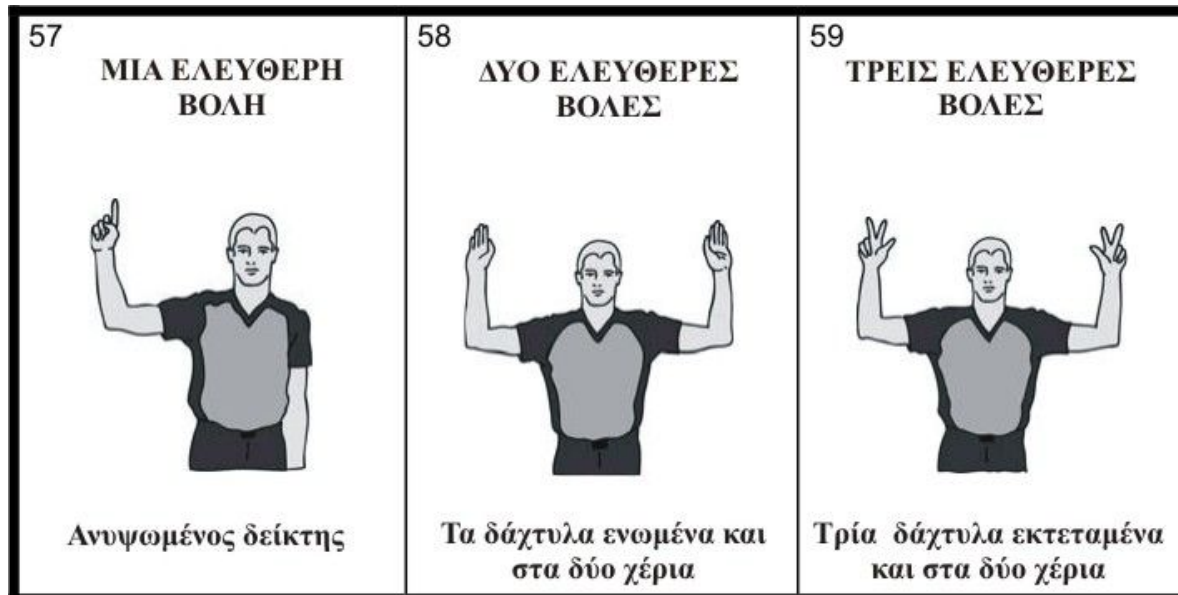 57
ΜΙΑ ΕΛΕΥΘΕΡΗ
ΒΟΛΗ
Ανυψωμένος δείκτης
58
ΔΥΟ ΕΛΕΥΘΕΡΕΣ
ΒΟΛΕΣ
Τα δάχτυλα ενωμένα και
στα δύο χέρια
59
ΤΡΕΙΣ ΕΛΕΥΘΕΡΕΣ
ΒΟΛΕΣ
Τρία δάχτυλα εκτεταμένα
και στα δύο χέρια